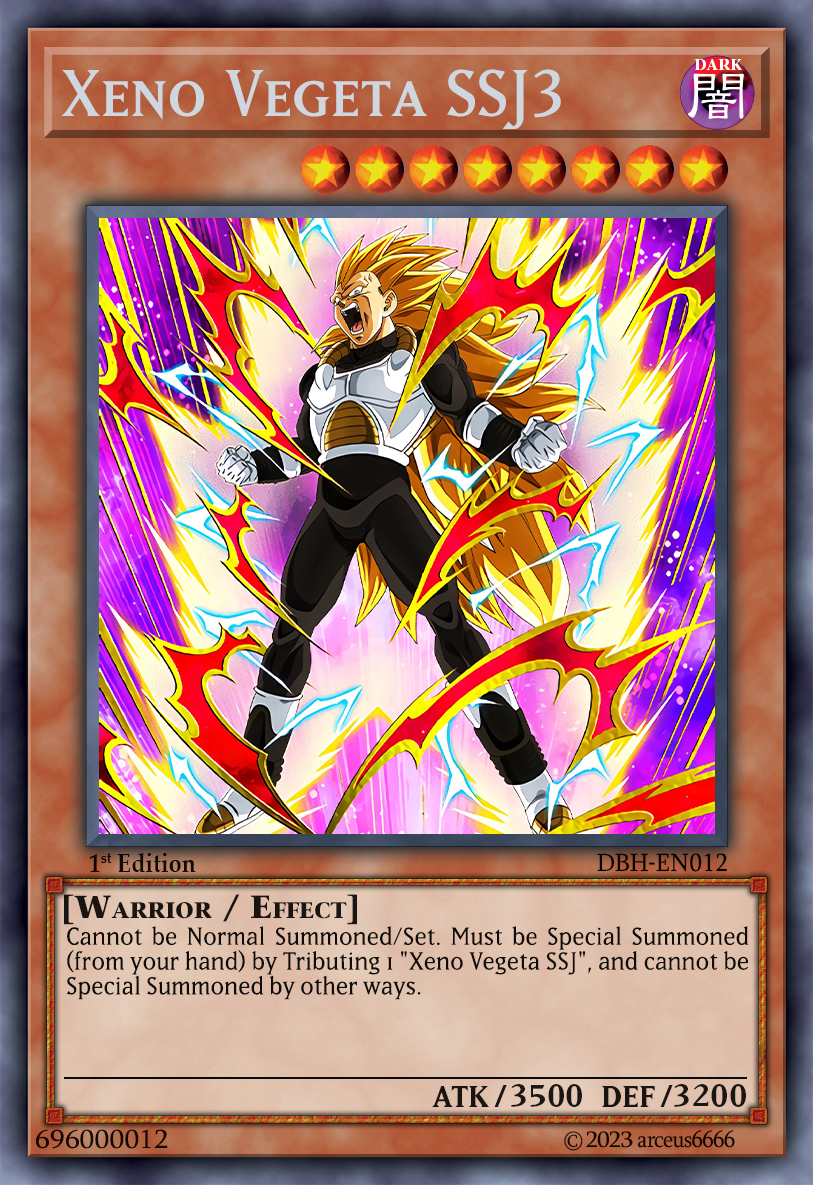 Xeno Vegeta SSJ3
DARK
闇
1st Edition
DBH-EN012
[Warrior / Effect]
Cannot be Normal Summoned/Set. Must be Special Summoned
(from your hand) by Tributing 1 "Xeno Vegeta SSJ", and cannot be
Special Summoned by other ways.
ATK/3500 DEF/3200
696000012
© 2023 arceus6666